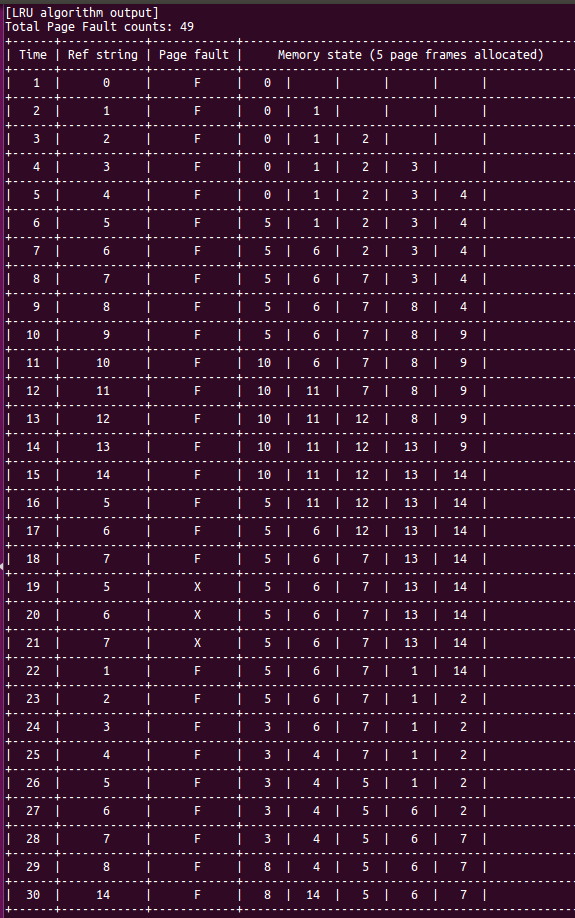 [LRU algorithm output]
Total Page Fault counts: 49
+------+------------+------------+------------------------------------------
| Time | Ref string | Page fault |     Memory state (5 page frames allocated)
| 1 | 0 | F | 0 | | | | |
| 2 | 1 | F | 0 | 1 | | | |
| 3 | 2 | F | 0 | 1 | 2 | | |
| 4 | 3 | F | 0 | 1 | 2 | 3 | |
| 5 | 4 | F | 0 | 1 | 2 | 3 | 4 |
| 6 | 5 | F | 5 | 1 | 2 | 3 | 4 |
| 7 | 6 | F | 5 | 6 | 2 | 3 | 4 |
| 8 | 7 | F | 5 | 6 | 7 | 3 | 4 |
| 9 | 8 | F | 5 | 6 | 7 | 8 | 4 |
| 10 | 9 | F | 5 | 6 | 7 | 8 | 9 |
| 11 | 10 | F | 10 | 6 | 7 | 8 | 9 |
| 12 | 11 | F | 10 | 11 | 7 | 8 | 9 |
| 13 | 12 | F | 10 | 11 | 12 | 8 | 9 |
| 14 | 13 | F | 10 | 11 | 12 | 13 | 9 |
| 15 | 14 | F | 10 | 11 | 12 | 13 | 14 |
| 16 | 5 | F | 5 | 11 | 12 | 13 | 14 |
| 17 | 6 | F | 5 | 6 | 12 | 13 | 14 |
| 18 | 7 | F | 5 | 6 | 7 | 13 | 14 |
| 19 | 5 | X | 5 | 6 | 7 | 13 | 14 |
| 20 | 6 | X | 5 | 6 | 7 | 13 | 14 |
| 21 | 7 | X | 5 | 6 | 7 | 13 | 14 |
| 22 | 1 | F | 5 | 6 | 7 | 1 | 14 |
| 23 | 2 | F | 5 | 6 | 7 | 1 | 2 |
| 24 | 3 | F | 3 | 6 | 7 | 1 | 2 |
| 25 | 4 | F | 3 | 4 | 7 | 1 | 2 |
| 26 | 5 | F | 3 | 4 | 5 | 1 | 2 |
| 27 | 6 | F | 3 | 4 | 5 | 6 | 2 |
| 28 | 7 | F | 3 | 4 | 5 | 6 | 7 |
| 29 | 8 | F | 8 | 4 | 5 | 6 | 7 |
| 30 | 14 | F | 8 | 14 | 5 | 6 | 7 |